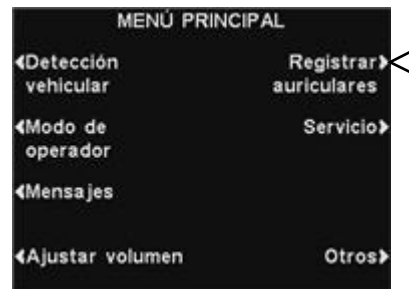 MENÚ PRINCIPAL
Detección Registrar
vehicular auriculares
Modo de Servicio
operador
Mensajes
Ajustar volumen Otros